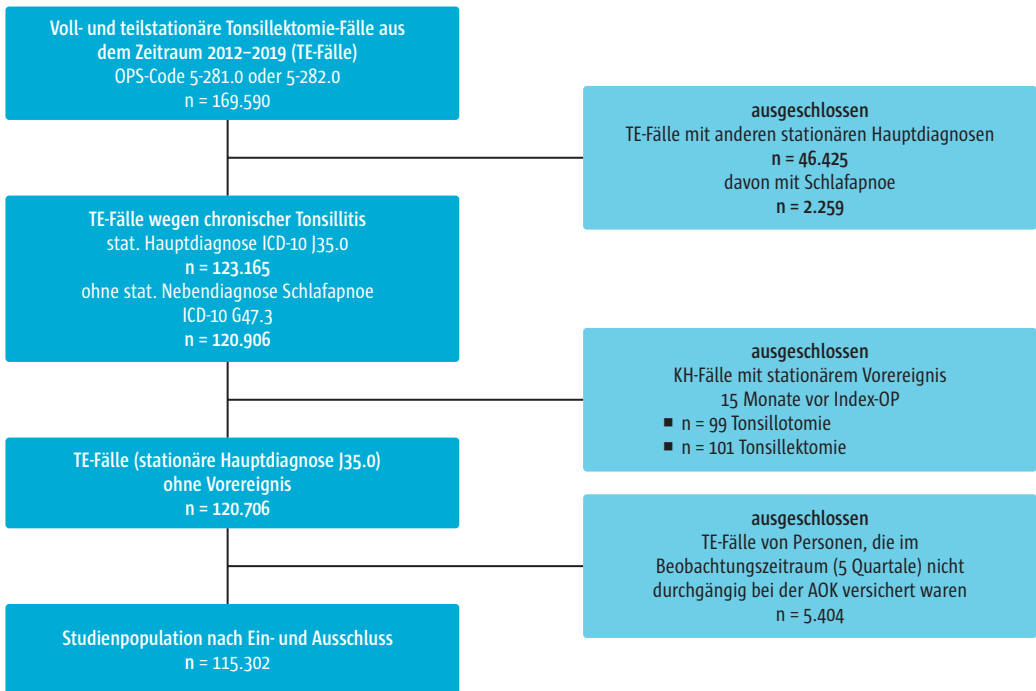 Voll- und teilstationäre Tonsillektomie-Fälle aus
dem Zeitraum 2012–2019 (TE-Fälle)
OPS-Code 5-281.0 oder 5-282.0
n = 169.590
ausgeschlossen
TE-Fälle mit anderen stationären Hauptdiagnosen
n = 46.425
davon mit Schlafapnoe
n = 2.259
TE-Fälle wegen chronischer Tonsillitis
stat. Hauptdiagnose ICD-10 J35.0
n = 123.165
ohne stat. Nebendiagnose Schlafapnoe
ICD-10 G47.3
n = 120.906
ausgeschlossen
KH-Fälle mit stationärem Vorereignis
15 Monate vor Index-OP
■ n = 99 Tonsillotomie
■ n = 101 Tonsillektomie
TE-Fälle (stationäre Hauptdiagnose J35.0)
ohne Vorereignis
n = 120.706
ausgeschlossen
TE-Fälle von Personen, die im
Beobachtungszeitraum (5 Quartale) nicht
durchgängig bei der AOK versichert waren
n = 5.404
Studienpopulation nach Ein- und Ausschluss
n = 115.302